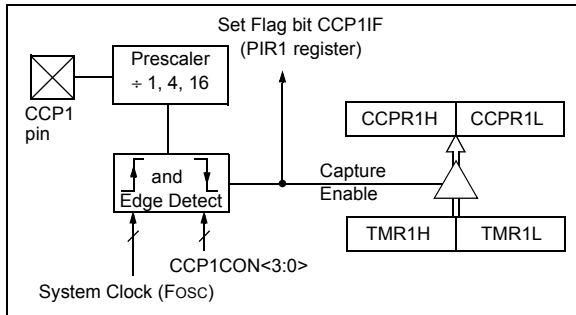 Set Flag bit CCP1IF
(PIR1 register)
Prescaler
÷ 1, 4, 16
CCP1
pin
CCPR1H
CCPR1L
and
Edge Detect
Capture
Enable
TMR1H
TMR1L
CCP1CON<3:0>
System Clock (FOSC)